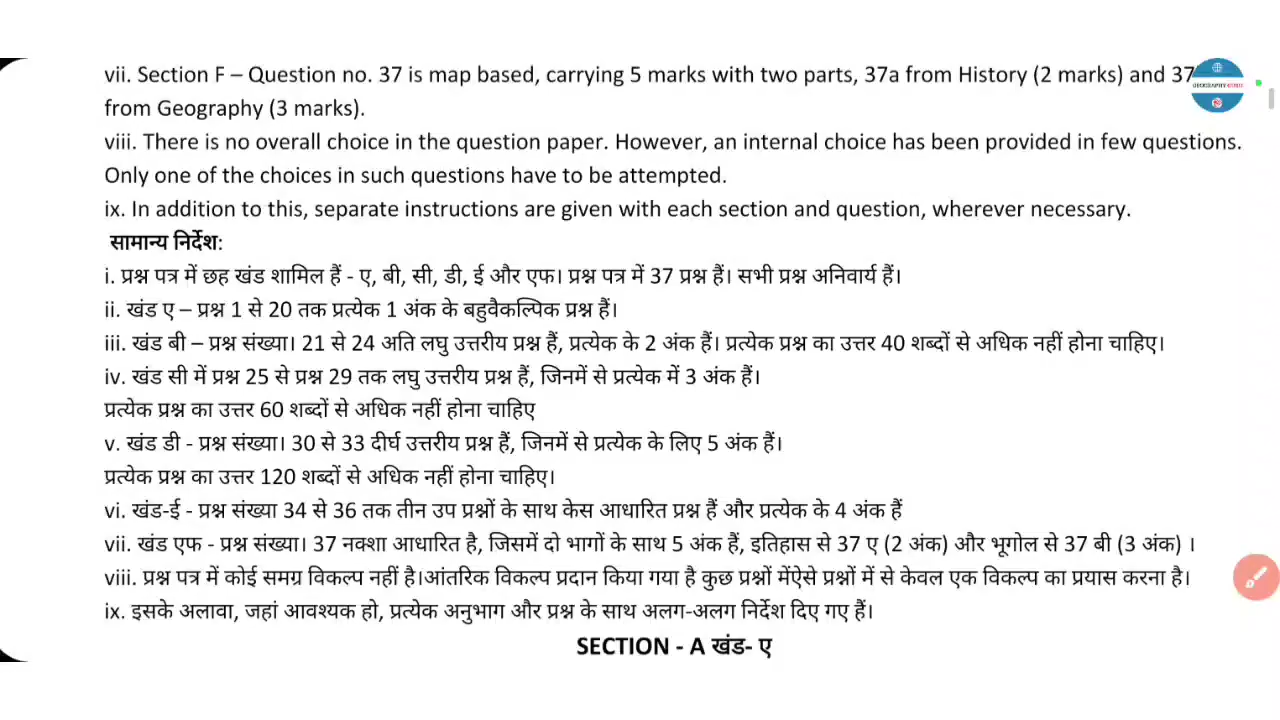 vii. Section F – Question no. 37 is map based, carrying 5 marks with two parts, 37a from History (2 marks) and 37
from Geography (3 marks).
viii. There is no overall choice in the question paper. However, an internal choice has been provided in few questions.
Only one of the choices in such questions have to be attempted.
ix. In addition to this, separate instructions are given with each section and question, wherever necessary.
सामान्य निर्देश:
i. प्रश्न पत्र में छह खंड शामिल हैं - ए, बी, सी, डी, ई और एफ। प्रश्न पत्र में 37 प्रश्न हैं। सभी प्रश्न अनिवार्य हैं।
ii. खंड ए – प्रश्न 1 से 20 तक प्रत्येक 1 अंक के बहुवैकल्पिक प्रश्न हैं।
iii. खंड बी – प्रश्न संख्या। 21 से 24 अति लघु उत्तरीय प्रश्न हैं, प्रत्येक के 2 अंक हैं। प्रत्येक प्रश्न का उत्तर 40 शब्दों से अधिक नहीं होना चाहिए।
iv. खंड सी में प्रश्न 25 से प्रश्न 29 तक लघु उत्तरीय प्रश्न हैं, जिनमें से प्रत्येक में 3 अंक हैं।
प्रत्येक प्रश्न का उत्तर 60 शब्दों से अधिक नहीं होना चाहिए
v. खंड डी - प्रश्न संख्या। 30 से 33 दीर्घ उत्तरीय प्रश्न हैं, जिनमें से प्रत्येक के लिए 5 अंक हैं।
प्रत्येक प्रश्न का उत्तर 120 शब्दों से अधिक नहीं होना चाहिए।
vi. खंड-ई - प्रश्न संख्या 34 से 36 तक तीन उप प्रश्नों के साथ केस आधारित प्रश्न हैं और प्रत्येक के 4 अंक हैं
vii. खंड एफ - प्रश्न संख्या। 37 नक्शा आधारित है, जिसमें दो भागों के साथ 5 अंक हैं, इतिहास से 37 ए (2 अंक) और भूगोल से 37 बी (3 अंक) ।
viii. प्रश्न पत्र में कोई समग्र विकल्प नहीं है।आंतरिक विकल्प प्रदान किया गया है कुछ प्रश्नों मेंऐसे प्रश्नों में से केवल एक विकल्प का प्रयास करना है।
ix. इसके अलावा, जहां आवश्यक हो, प्रत्येक अनुभाग और प्रश्न के साथ अलग-अलग निर्देश दिए गए हैं।
SECTION - A खंड- ए